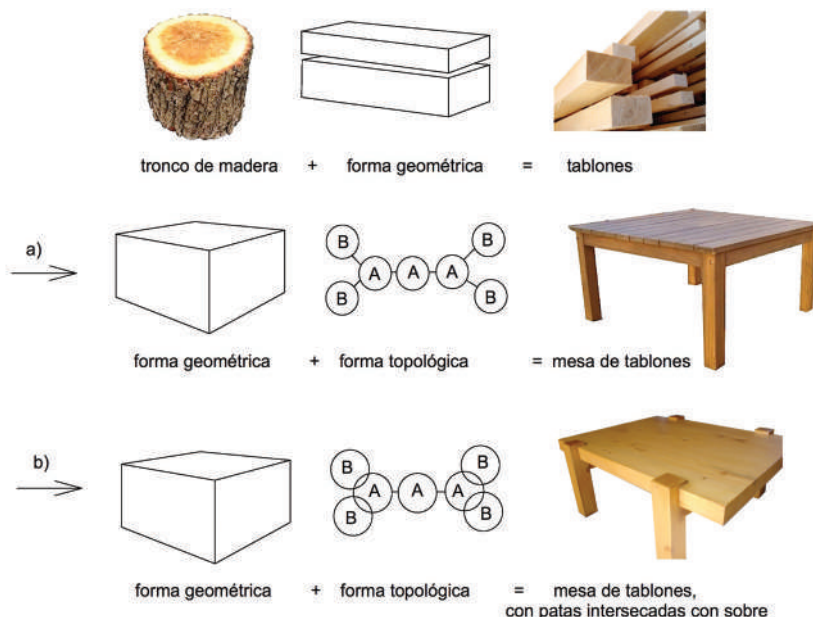 tronco de madera + forma geométrica = tablones
a)
B B
A A A
B B
forma geométrica + forma topológica = mesa de tablones
b)
B B
A A A
B B
forma geométrica + forma topológica = mesa de tablones,
con patas intersecadas con sobre